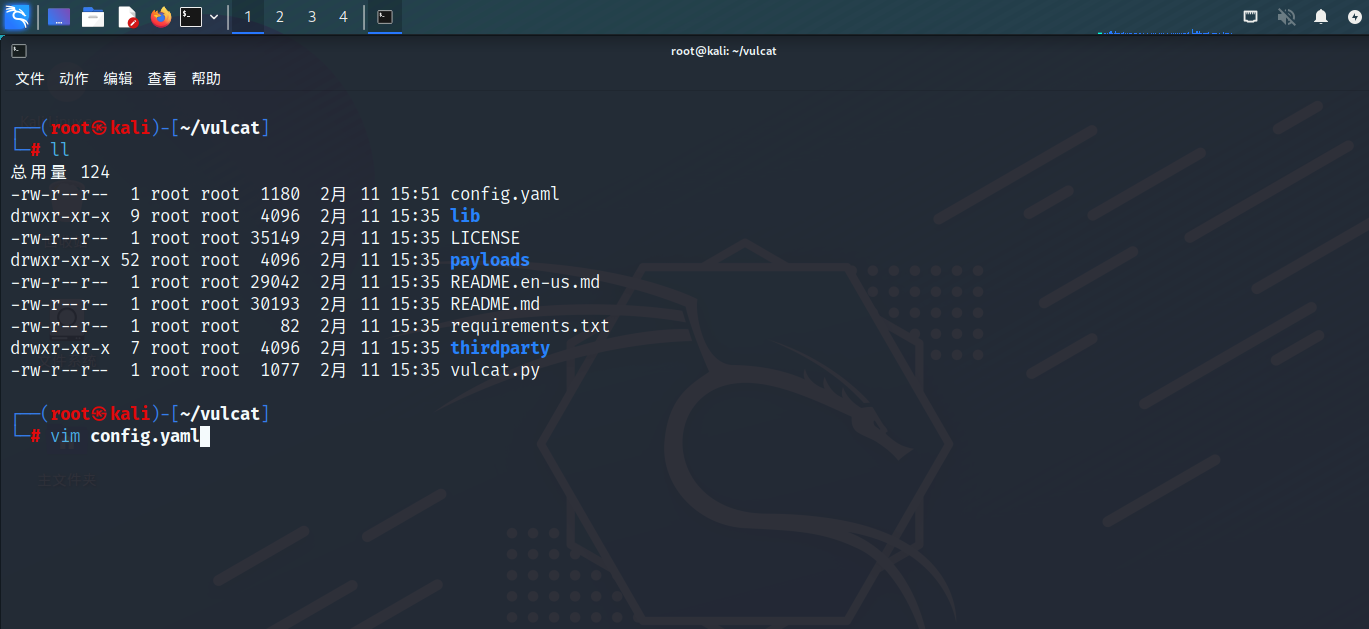 1 2 3 4
root@kali: ~/vulcat
文件 动作 编辑 查看 帮助
┌──(root㉿kali)-[~/vulcat]
└─# ll
总用量 124
-rw-r--r--  1 root root  1180  2月 11 15:51 config.yaml
drwxr-xr-x  9 root root  4096  2月 11 15:35 lib
-rw-r--r--  1 root root 35149  2月 11 15:35 LICENSE
drwxr-xr-x 52 root root  4096  2月 11 15:35 payloads
-rw-r--r--  1 root root 29042  2月 11 15:35 README.en-us.md
-rw-r--r--  1 root root 30193  2月 11 15:35 README.md
-rw-r--r--  1 root root    82  2月 11 15:35 requirements.txt
drwxr-xr-x  7 root root  4096  2月 11 15:35 thirdparty
-rw-r--r--  1 root root  1077  2月 11 15:35 vulcat.py
┌──(root㉿kali)-[~/vulcat]
└─# vim config.yaml
主文件夹